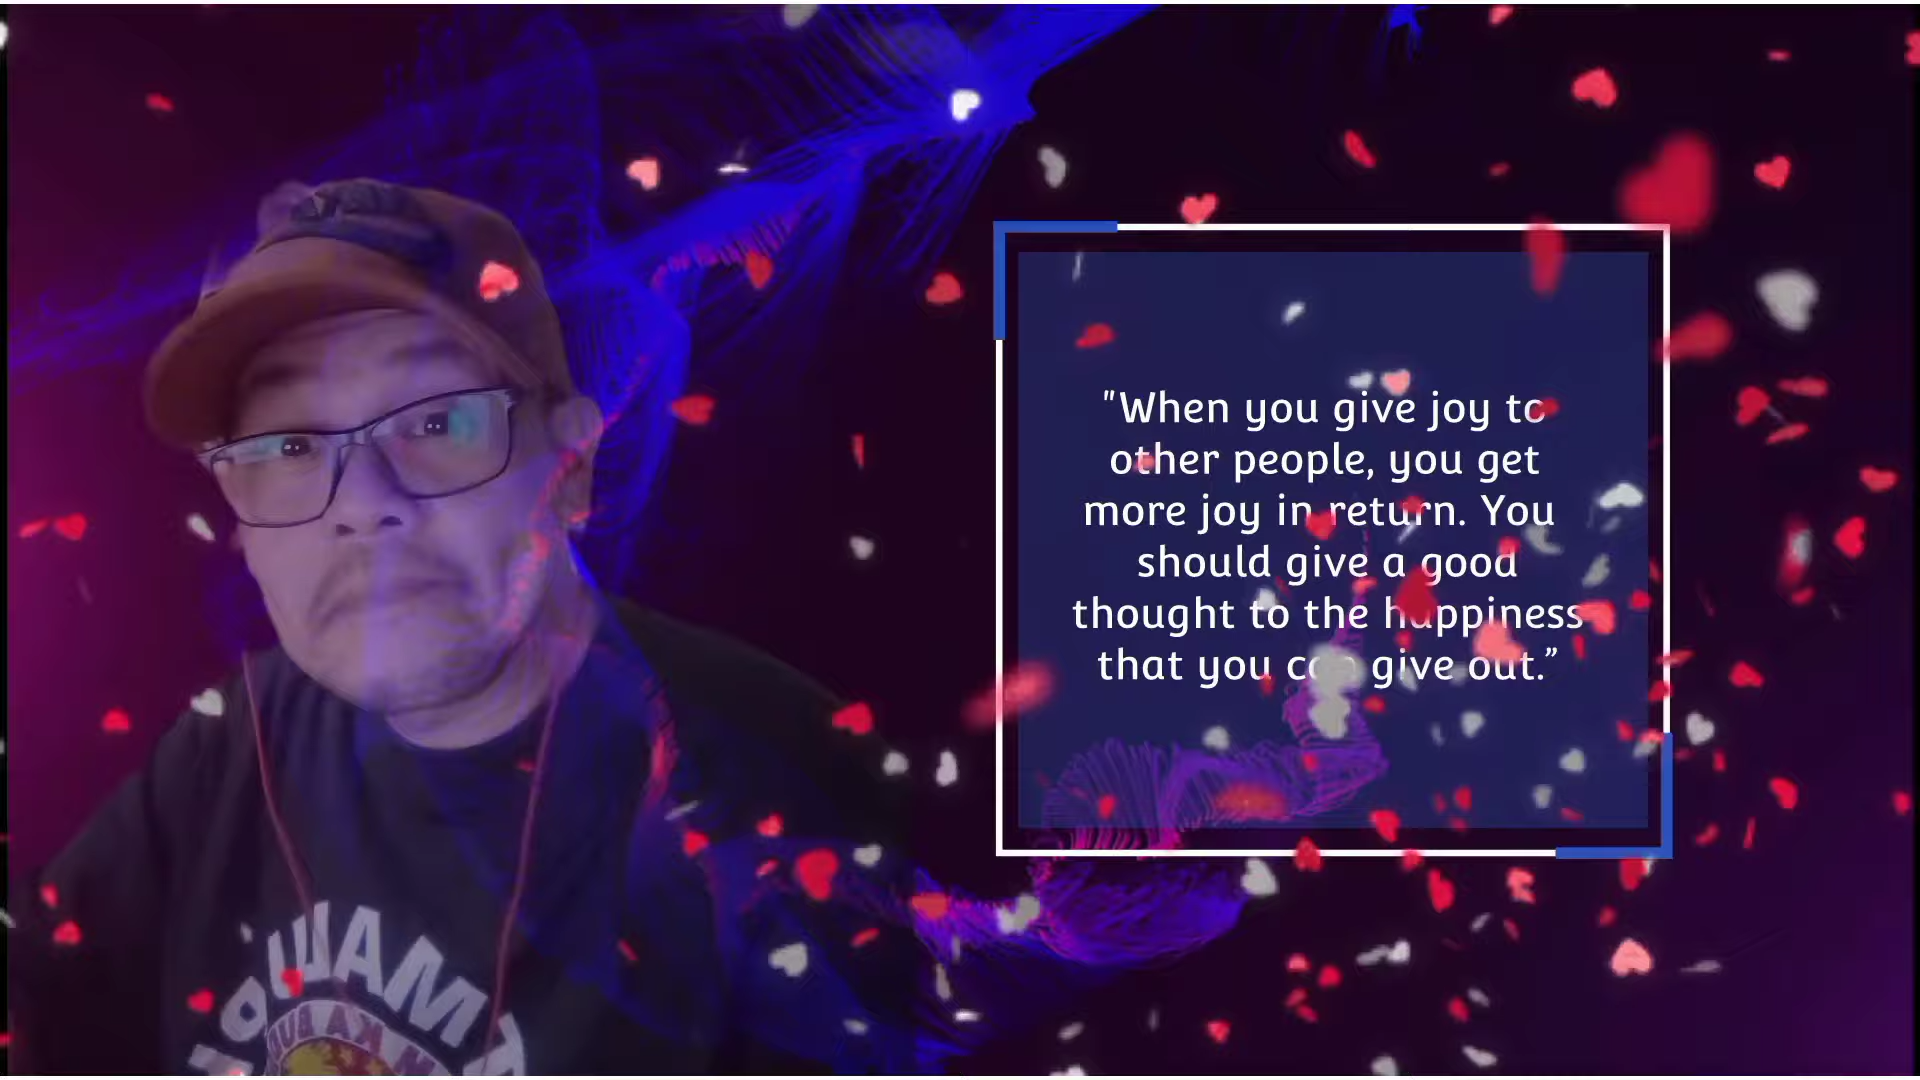 "When you give joy to
other people, you get
more joy in return. You
should give a good
thought to the happiness
that you can give out.”